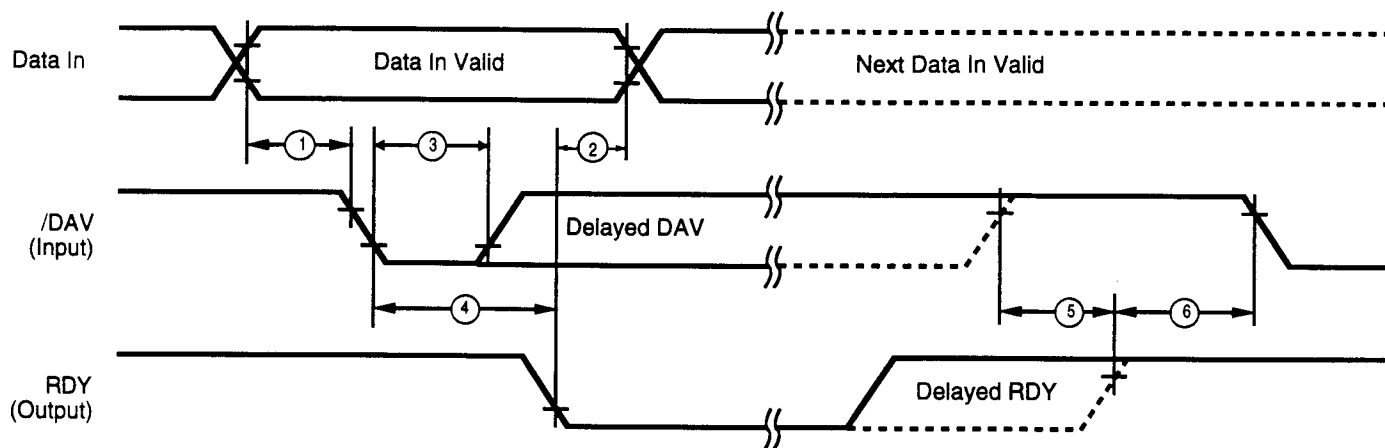 Data In
Data In Valid
Next Data In Valid
1
3
2
/DAV
(Input)
Delayed DAV
4
5
6
RDY
(Output)
Delayed RDY